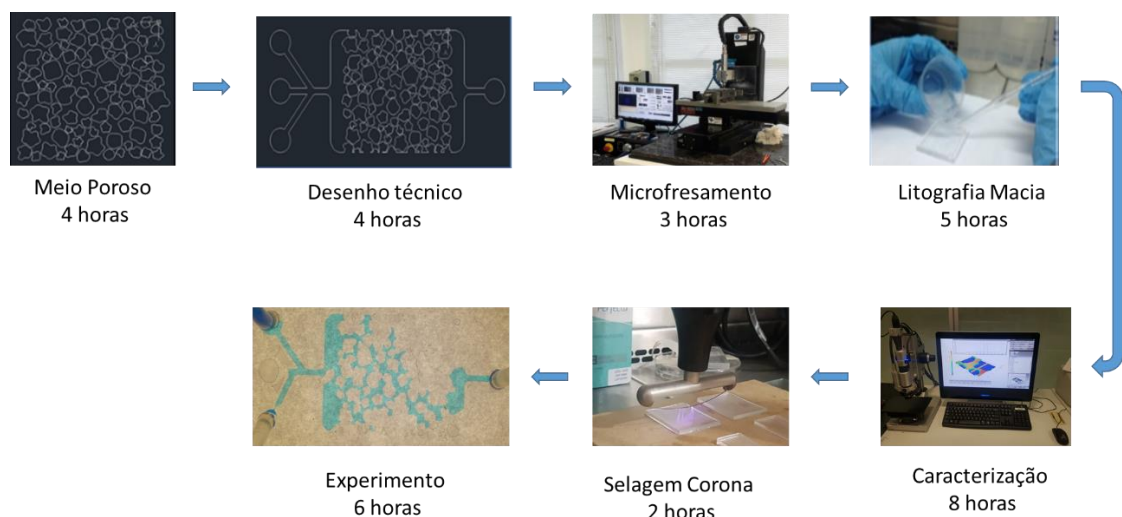 Meio Poroso
4 horas
Desenho técnico
4 horas
Microfresamento
3 horas
Litografia Macia
5 horas
Caracterização
8 horas
Selagem Corona
2 horas
Experimento
6 horas